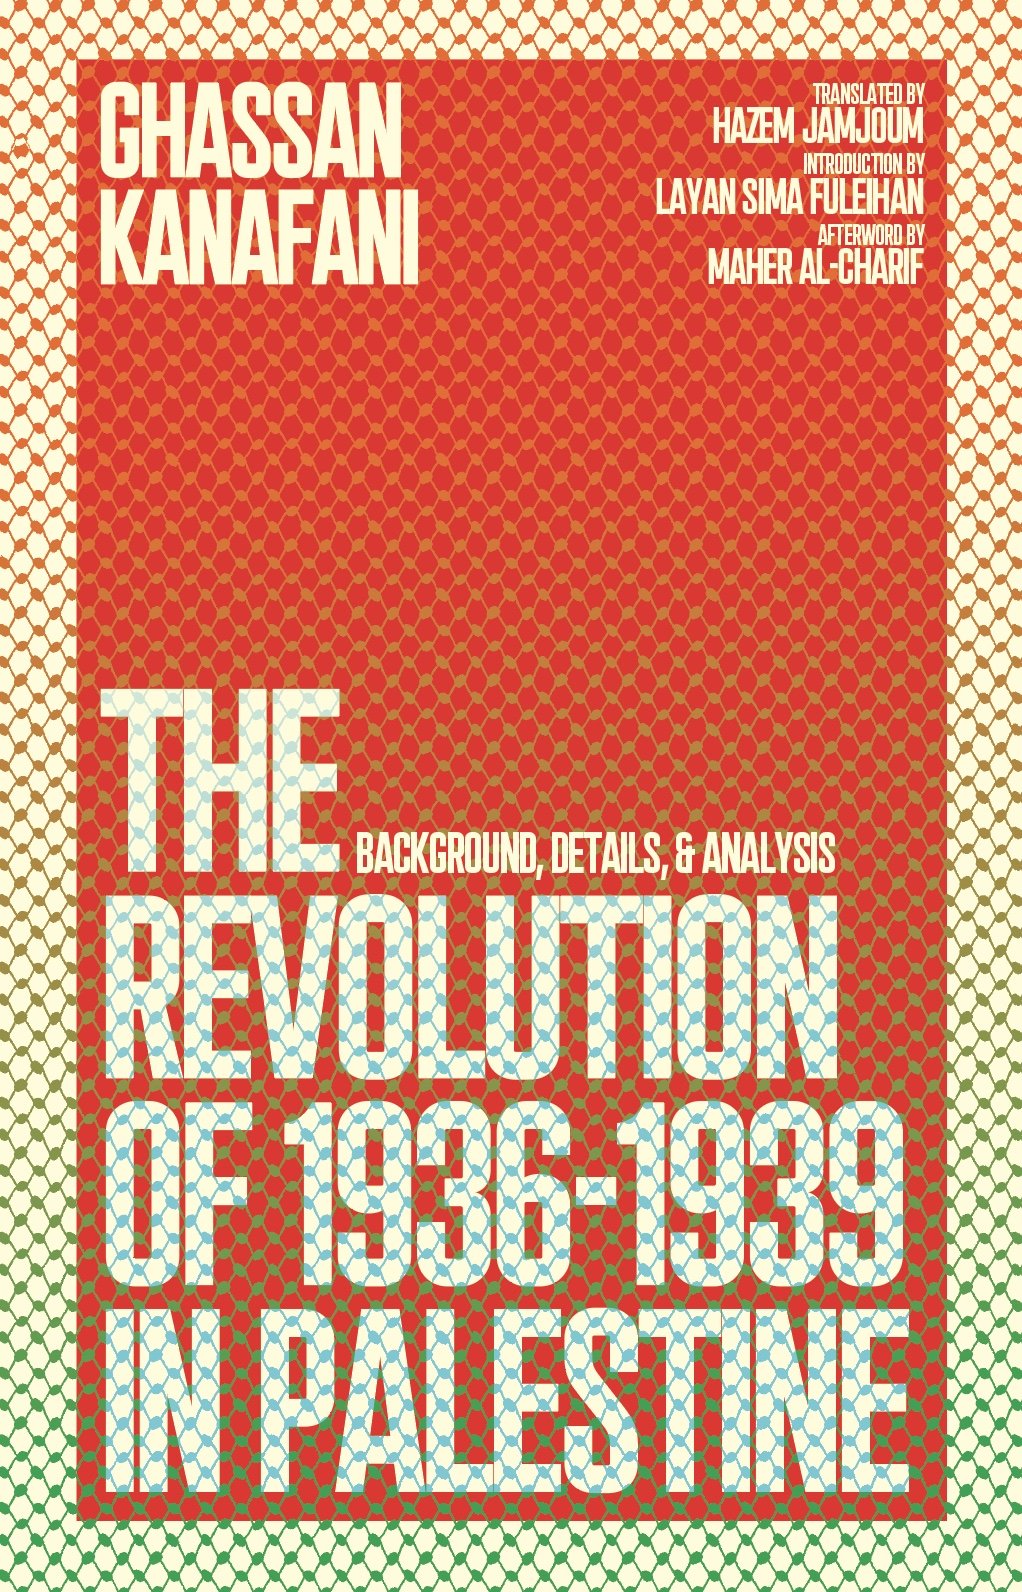 GHASSAN
KANAFANI
TRANSLATED BY
HAZEM JAMJOUM
INTRODUCTION BY
LAYAN SIMA FULEIHAN
AFTERWORD BY
MAHER AL-CHARIF
THE
BACKGROUND, DETAILS, & ANALYSIS
REVOLUTION
OF 1936-1939
IN PALESTINE